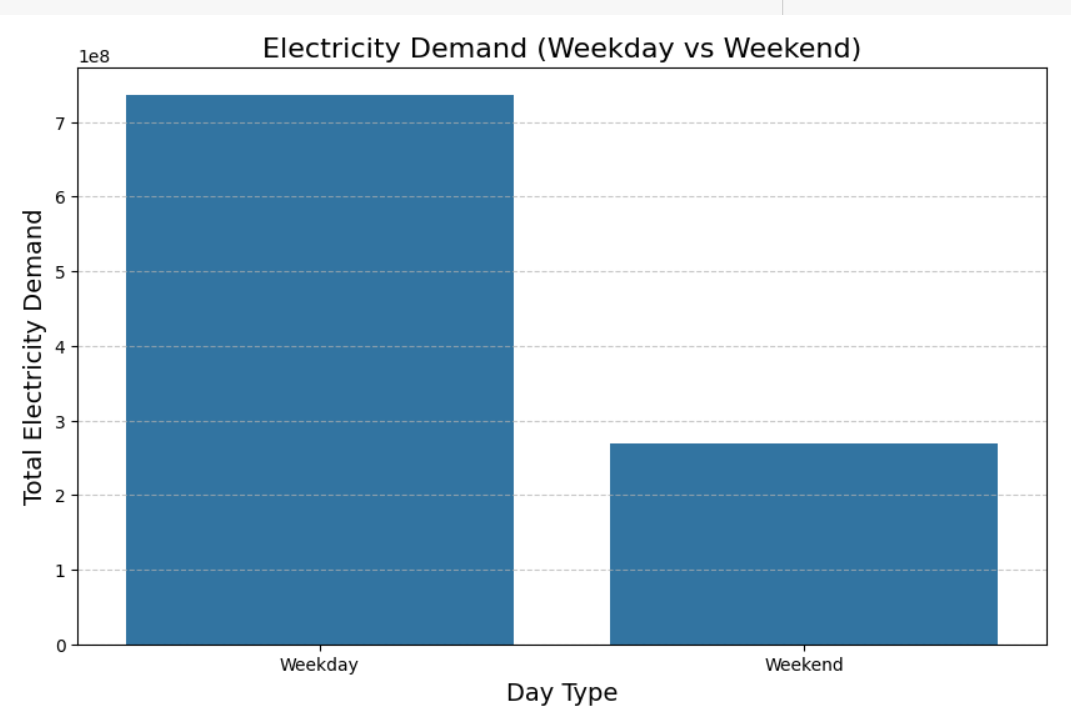 Electricity Demand (Weekday vs Weekend)
1e8
7
6
5
4
3
2
1
0
Total Electricity Demand
Weekday
Weekend
Day Type